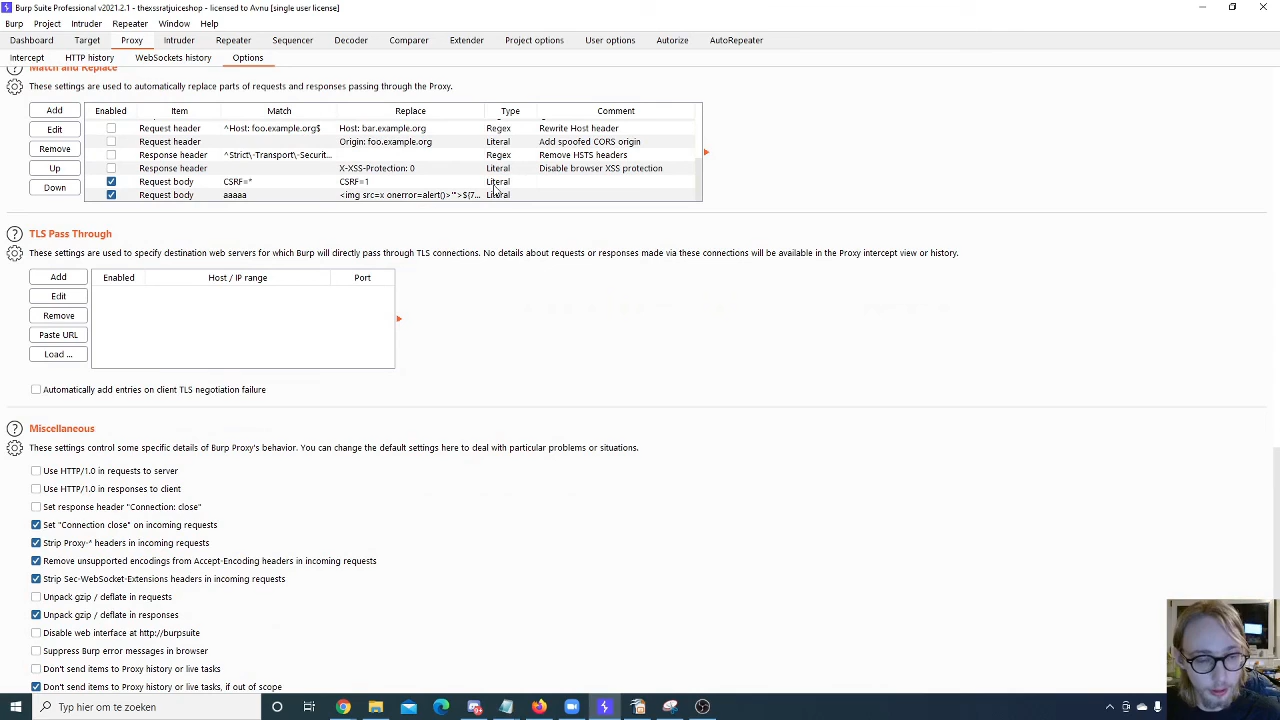 Burp Suite Professional v2021.2.1 - thexssratjuiceshop - licensed to Avnu [single user license]
Burp Project Intruder Repeater Window Help
Dashboard Target Proxy Intruder Repeater Sequencer Decoder Comparer Extender Project options User options Autorize AutoRepeater
Intercept HTTP history WebSockets history Options
? Match and Replace
These settings are used to automatically replace parts of requests and responses passing through the Proxy.
Add Enabled Item Match Replace Type Comment
Edit Request header ^Host: foo.example.org$ Host: bar.example.org Regex Rewrite Host header
Request header Origin: foo.example.org Literal Add spoofed CORS origin
Remove Response header ^Strict\-Transport\-Securit... Regex Remove HSTS headers
Up Response header X-XSS-Protection: 0 Literal Disable browser XSS protection
Down Request body CSRF=* CSRF=1 Literal
Request body aaaaa <img src=x onerror=alert()>'">${7... Literal
? TLS Pass Through
These settings are used to specify destination web servers for which Burp will directly pass through TLS connections. No details about requests or responses made via these connections will be available in the Proxy intercept view or history.
Add Enabled Host / IP range Port
Edit
Remove
Paste URL
Load ...
Automatically add entries on client TLS negotiation failure
? Miscellaneous
These settings control some specific details of Burp Proxy's behavior. You can change the default settings here to deal with particular problems or situations.
Use HTTP/1.0 in requests to server
Use HTTP/1.0 in responses to client
Set response header "Connection: close"
Set "Connection close" on incoming requests
Strip Proxy-* headers in incoming requests
Remove unsupported encodings from Accept-Encoding headers in incoming requests
Strip Sec-WebSocket-Extensions headers in incoming requests
Unpack gzip / deflate in requests
Unpack gzip / deflate in responses
Disable web interface at http://burpsuite
Suppress Burp error messages in browser
Don't send items to Proxy history or live tasks
Don't send items to Proxy history or live tasks, if out of scope
Typ hier om te zoeken